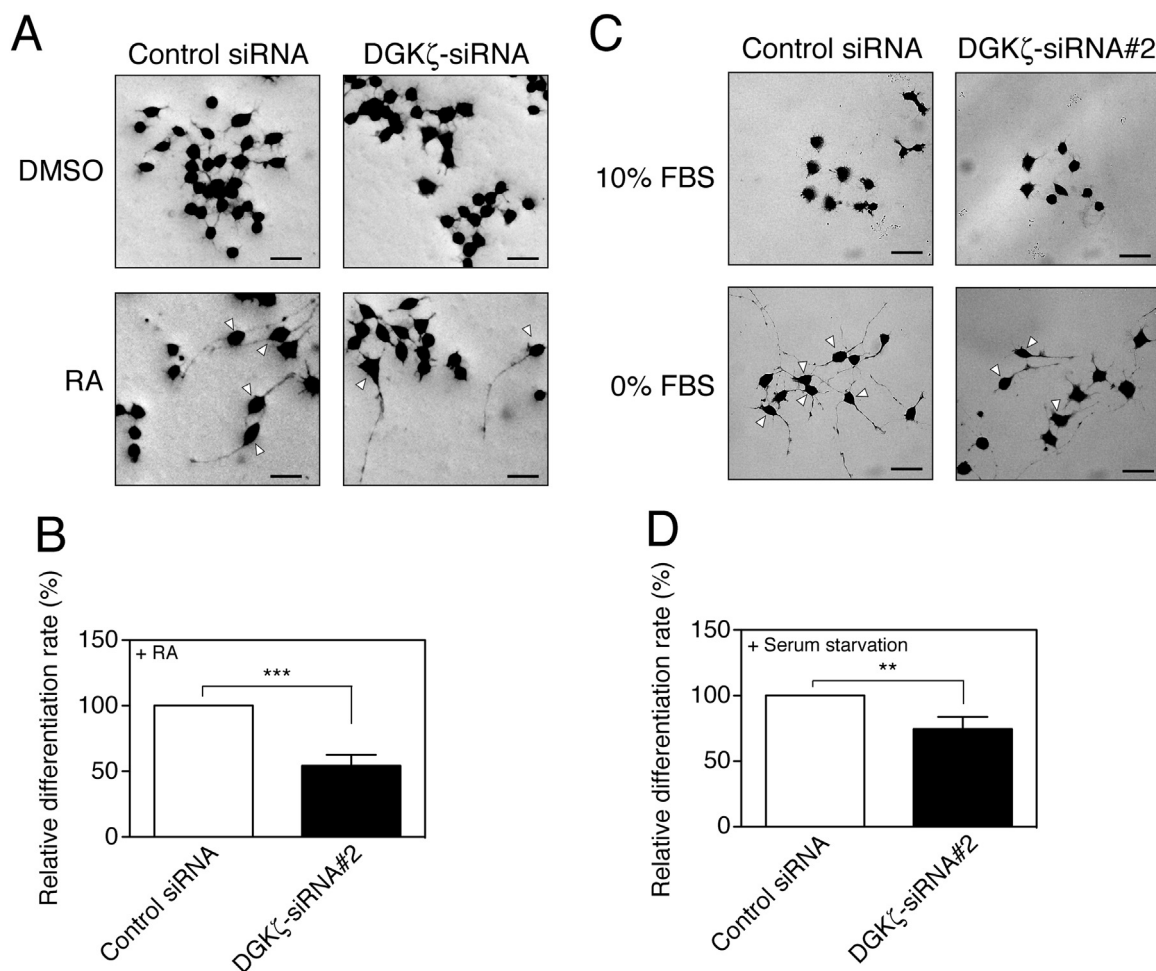 A
Control siRNA
DGKζ-siRNA
DMSO
RA
B
Relative differentiation rate (%)
150
100
50
0
+ RA
***
Control siRNA
DGKζ-siRNA#2
C
Control siRNA
DGKζ-siRNA#2
10% FBS
0% FBS
D
Relative differentiation rate (%)
150
100
50
0
+ Serum starvation
**
Control siRNA
DGKζ-siRNA#2